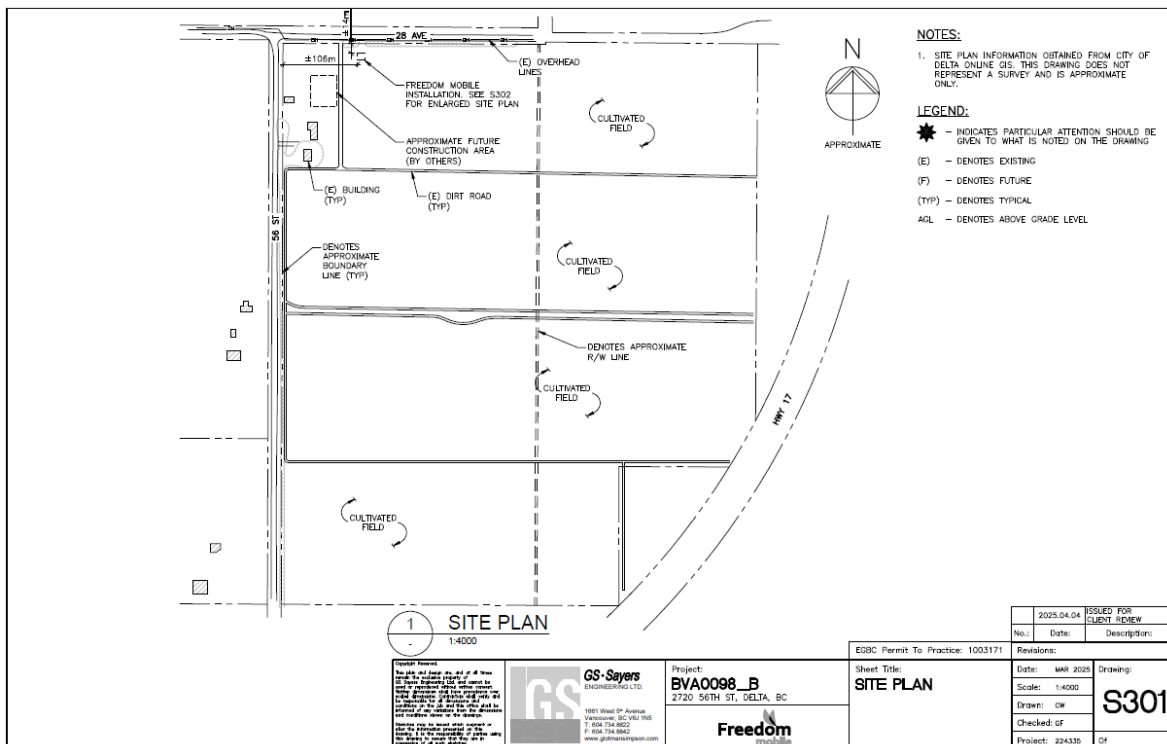 ±14m
28 AVE
±106m
(E) OVERHEAD
LINES
FREEDOM MOBILE
INSTALLATION. SEE S302
FOR ENLARGED SITE PLAN
APPROXIMATE FUTURE
CONSTRUCTION AREA
(BY OTHERS)
CULTIVATED
FIELD
(E) BUILDING
(TYP)
(E) DIRT ROAD
(TYP)
56 ST
DENOTES
APPROXIMATE
BOUNDARY
LINE (TYP)
CULTIVATED
FIELD
DENOTES APPROXIMATE
R/W LINE
CULTIVATED
FIELD
HWY 17
CULTIVATED
FIELD
N
APPROXIMATE
NOTES:
1. SITE PLAN INFORMATION OBTAINED FROM CITY OF
DELTA ONLINE GIS. THIS DRAWING DOES NOT
REPRESENT A SURVEY AND IS APPROXIMATE
ONLY.
LEGEND:
– INDICATES PARTICULAR ATTENTION SHOULD BE
GIVEN TO WHAT IS NOTED ON THE DRAWING
(E) – DENOTES EXISTING
(F) – DENOTES FUTURE
(TYP) – DENOTES TYPICAL
AGL – DENOTES ABOVE GRADE LEVEL
1
-
SITE PLAN
1:4000
Copyright Reserved.
GS
GS·Sayers
ENGINEERING LTD.
1661 West 5th Avenue
Vancouver, BC V6J 1N5
T: 604.734.8822
F: 604.734.8842
www.glotmansimpson.com
Project:
BVA0098_B
2720 56TH ST, DELTA, BC
Freedom
mobile
EGBC Permit To Practice: 1003171
Sheet Title:
SITE PLAN
2025.04.04 ISSUED FOR
CLIENT REVIEW
No.: Date: Description:
Revisions:
Date: MAR 2025
Scale: 1:4000
Drawn: CW
Checked: GF
Project: 224335
Drawing:
S301
Of